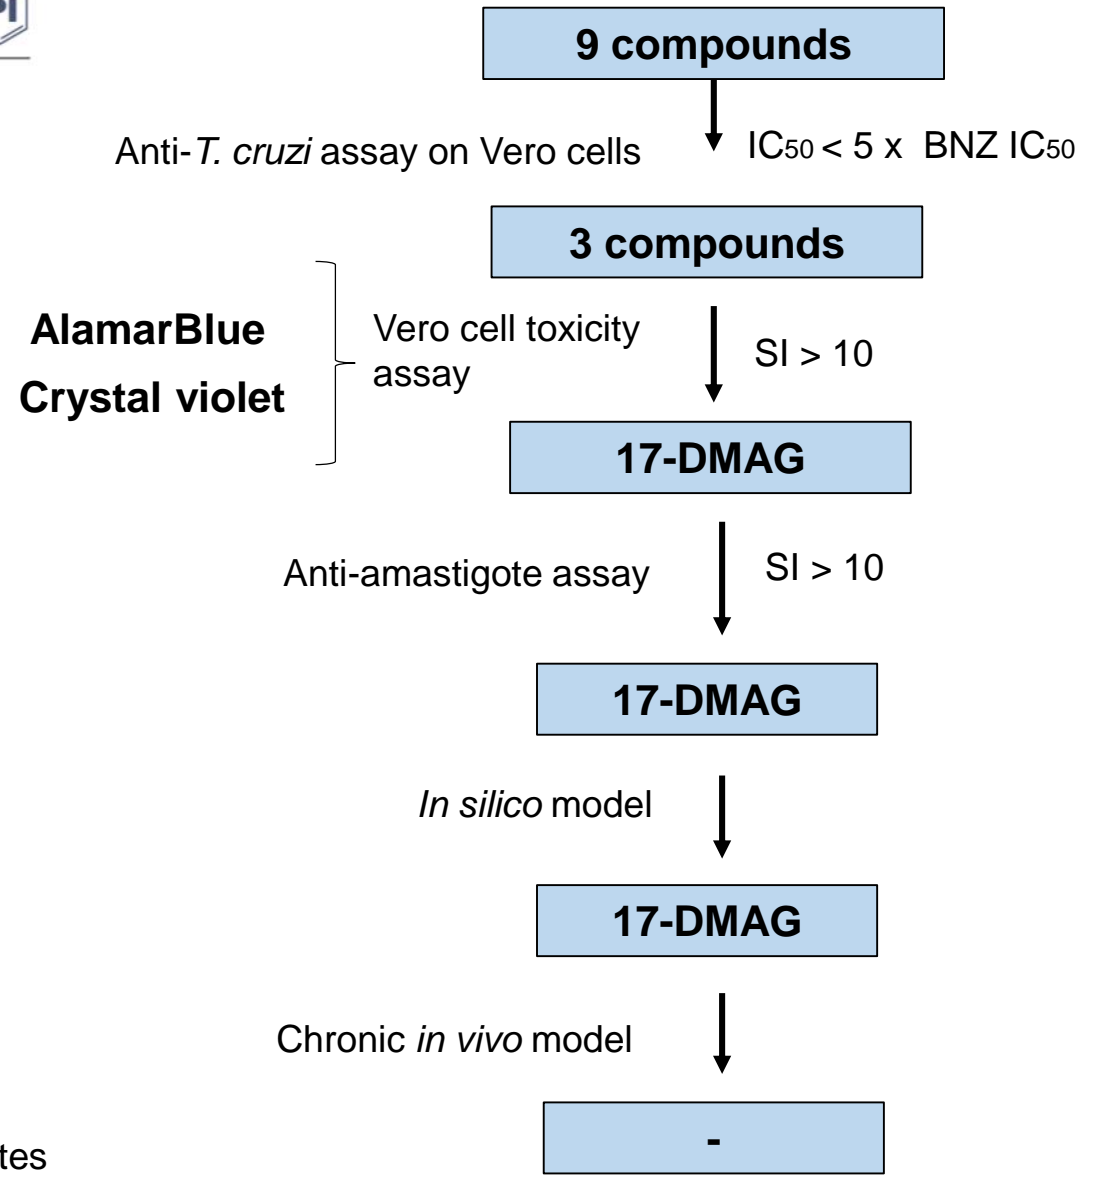 PI
9 compounds
Anti-T. cruzi assay on Vero cells
IC50 < 5 x BNZ IC50
3 compounds
AlamarBlue
Crystal violet
Vero cell toxicity
assay
SI > 10
17-DMAG
Anti-amastigote assay
SI > 10
17-DMAG
In silico model
17-DMAG
Chronic in vivo model
-
tes